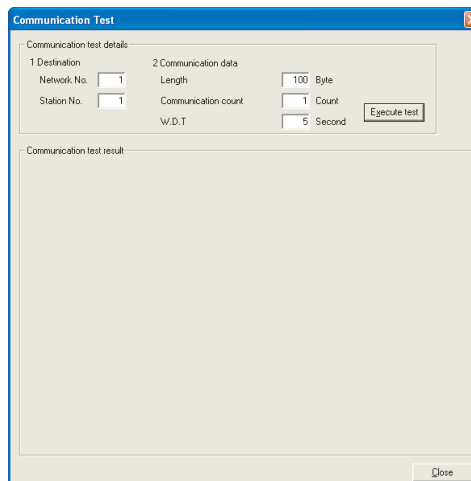 Communication Test
Communication test details
1 Destination
2 Communication data
Network No. 1
Length 100 Byte
Station No. 1
Communication count 1 Count
W.D.T 5 Second
Execute test
Communication test result
Close